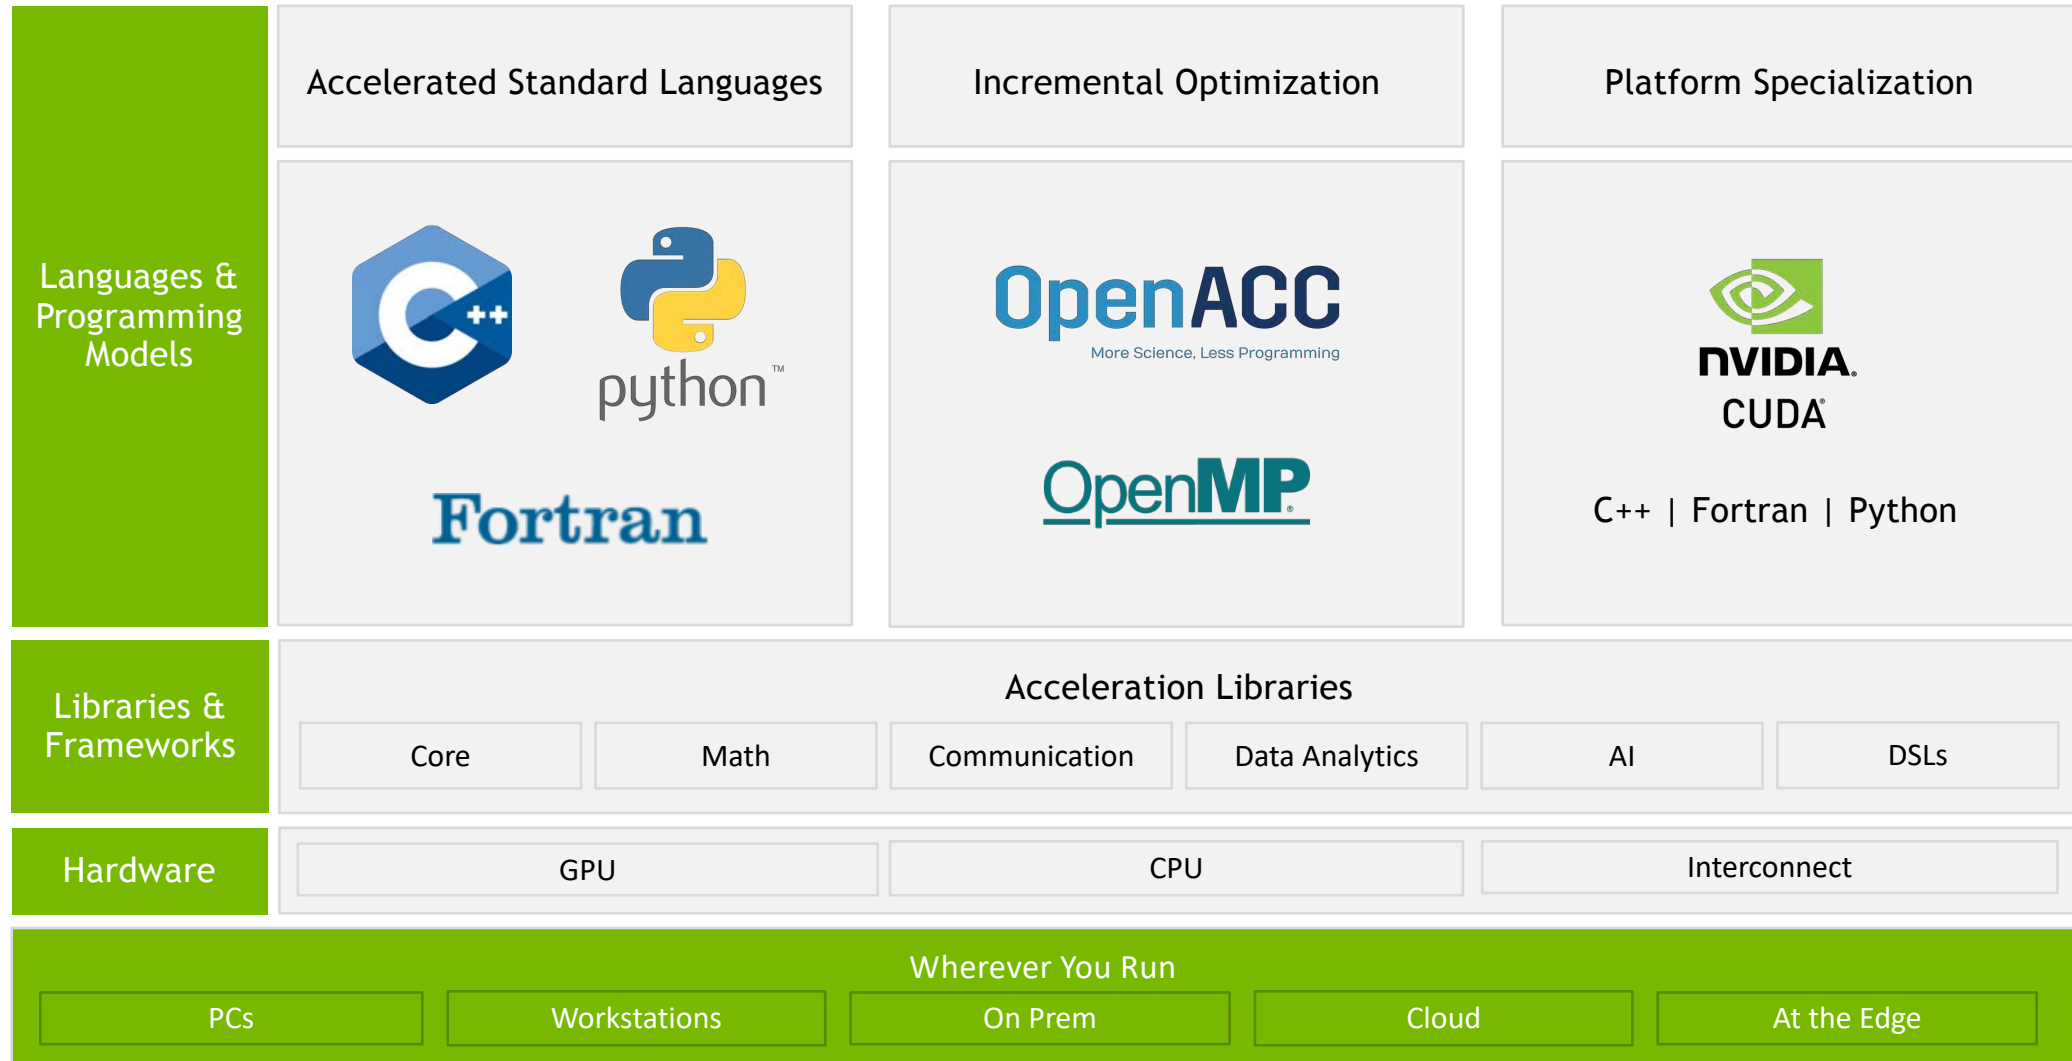 Accelerated Standard Languages
Incremental Optimization
Platform Specialization
Languages &
Programming
Models
C++
python™
Fortran
OpenACC
More Science, Less Programming
OpenMP®
NVIDIA®
CUDA®
C++ | Fortran | Python
Libraries &
Frameworks
Acceleration Libraries
Core
Math
Communication
Data Analytics
AI
DSLs
Hardware
GPU
CPU
Interconnect
Wherever You Run
PCs
Workstations
On Prem
Cloud
At the Edge